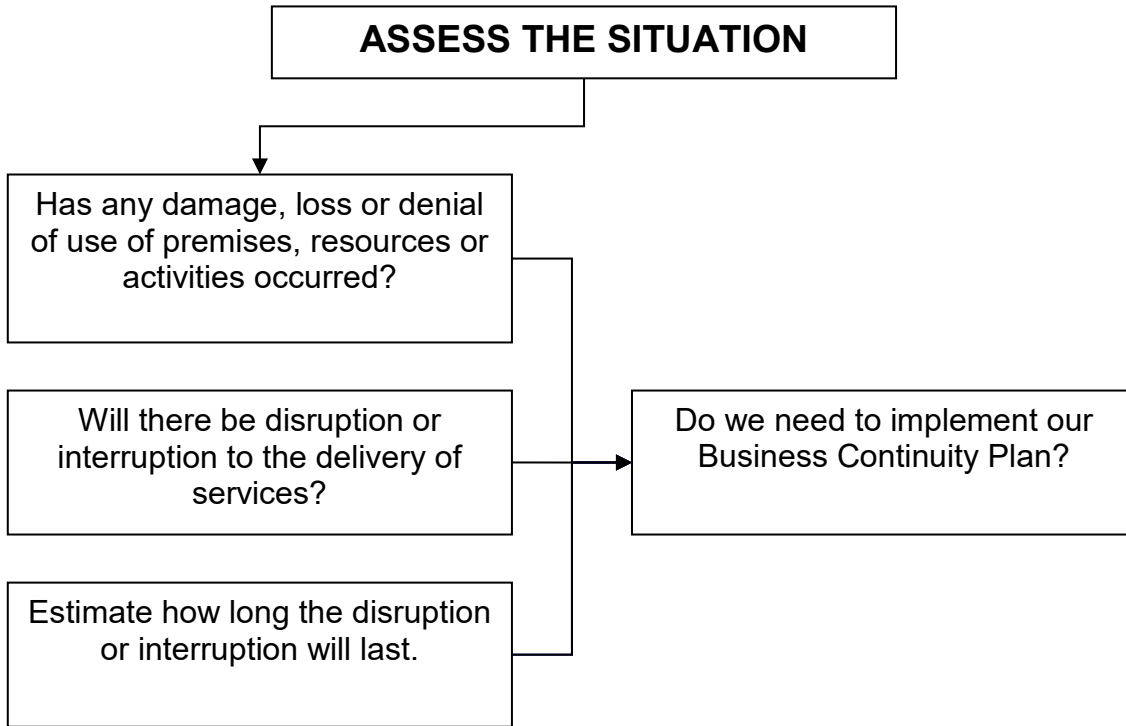 ASSESS THE SITUATION
Has any damage, loss or denial
of use of premises, resources or
activities occurred?
Will there be disruption or
interruption to the delivery of
services?
Do we need to implement our
Business Continuity Plan?
Estimate how long the disruption
or interruption will last.